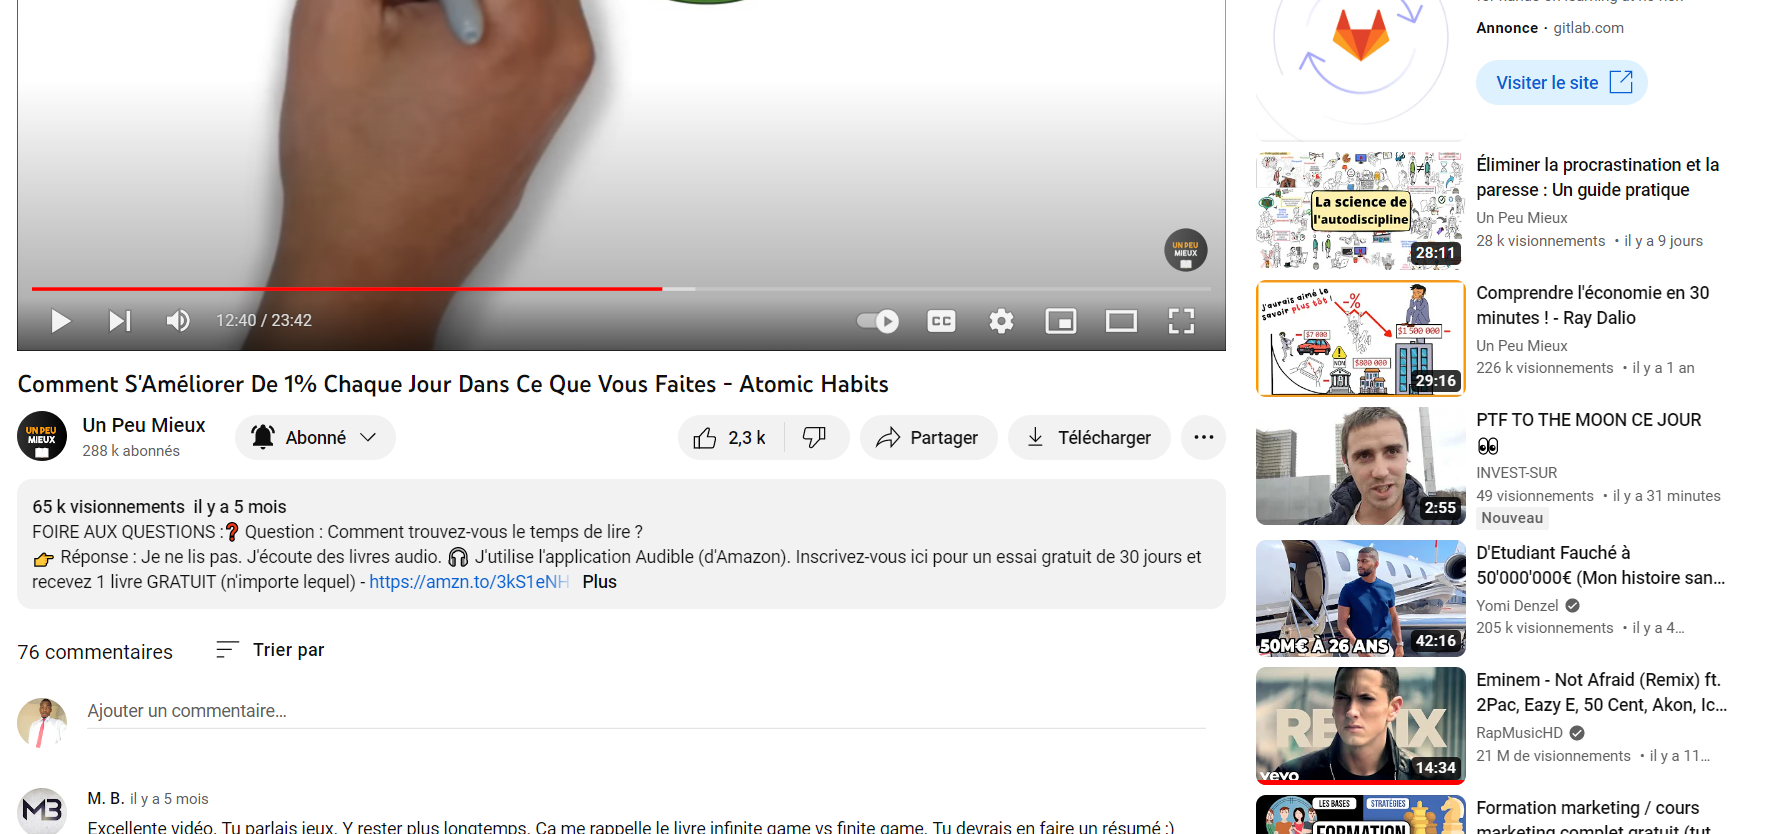 UN PEU
MIEUX
12:40 / 23:42
CC
Comment S'Améliorer De 1% Chaque Jour Dans Ce Que Vous Faites - Atomic Habits
UN PEU
MIEUX
Un Peu Mieux
288 k abonnés
Abonné
2,3 k
Partager
Télécharger
65 k visionnements il y a 5 mois
FOIRE AUX QUESTIONS :❓ Question : Comment trouvez-vous le temps de lire ?
👉 Réponse : Je ne lis pas. J'écoute des livres audio. 🎧 J'utilise l'application Audible (d'Amazon). Inscrivez-vous ici pour un essai gratuit de 30 jours et
recevez 1 livre GRATUIT (n'importe lequel) - https://amzn.to/3kS1eNH Plus
76 commentaires
Trier par
Ajouter un commentaire...
M. B. il y a 5 mois
Excellente vidéo. Tu parlais jeux. Y rester plus longtemps. Ça me rappelle le livre infinite game vs finite game. Tu devrais en faire un résumé :)
Annonce · gitlab.com
Visiter le site
La science de
l'autodiscipline
28:11
Éliminer la procrastination et la
paresse : Un guide pratique
Un Peu Mieux
28 k visionnements • il y a 9 jours
J'aurais aimé le
savoir plus tôt !
-%
$7 000
NON
$800 000
$1 500 000
29:16
Comprendre l'économie en 30
minutes ! - Ray Dalio
Un Peu Mieux
226 k visionnements • il y a 1 an
2:55
PTF TO THE MOON CE JOUR
👀
INVEST-SUR
49 visionnements • il y a 31 minutes
Nouveau
50M€ À 26 ANS
42:16
D'Etudiant Fauché à
50'000'000€ (Mon histoire san...
Yomi Denzel
205 k visionnements • il y a 4...
REMIX
vevo
14:34
Eminem - Not Afraid (Remix) ft.
2Pac, Eazy E, 50 Cent, Akon, Ic...
RapMusicHD
21 M de visionnements • il y a 11...
LES BASES
STRATÉGIES
FORMATION
Formation marketing / cours
marketing complet gratuit (tut